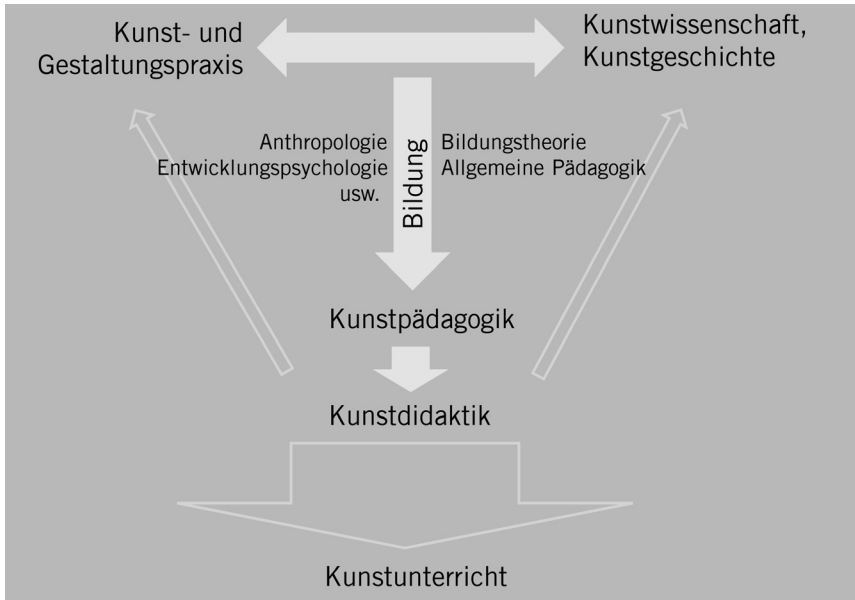 Kunst- und
Gestaltungspraxis
Kunstwissenschaft,
Kunstgeschichte
Anthropologie
Entwicklungspsychologie
usw.
Bildung
Bildungstheorie
Allgemeine Pädagogik
Kunstpädagogik
Kunstdidaktik
Kunstunterricht